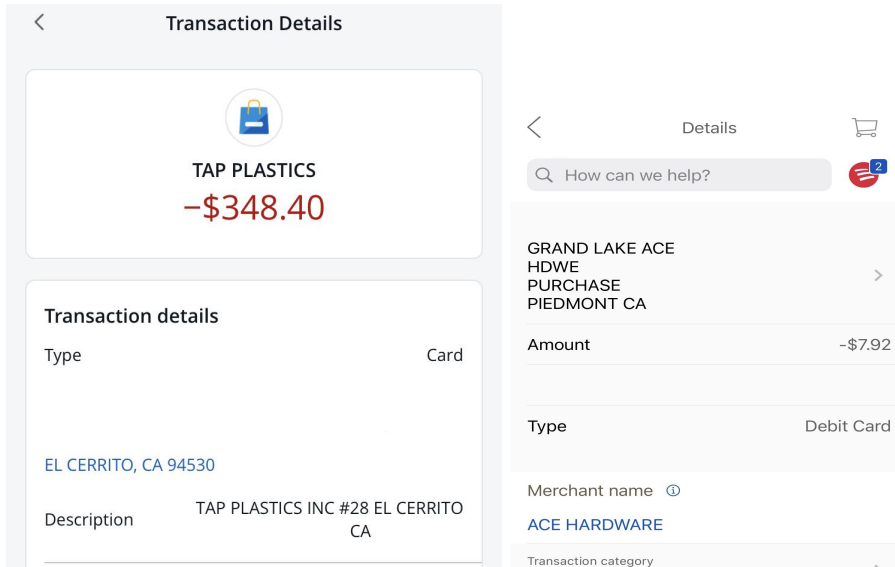 Transaction Details
TAP PLASTICS
−$348.40
Transaction details
Type Card
EL CERRITO, CA 94530
Description TAP PLASTICS INC #28 EL CERRITO
CA
Details
How can we help?
2
GRAND LAKE ACE
HDWE
PURCHASE
PIEDMONT CA
Amount -$7.92
Type Debit Card
Merchant name
ACE HARDWARE
Transaction category